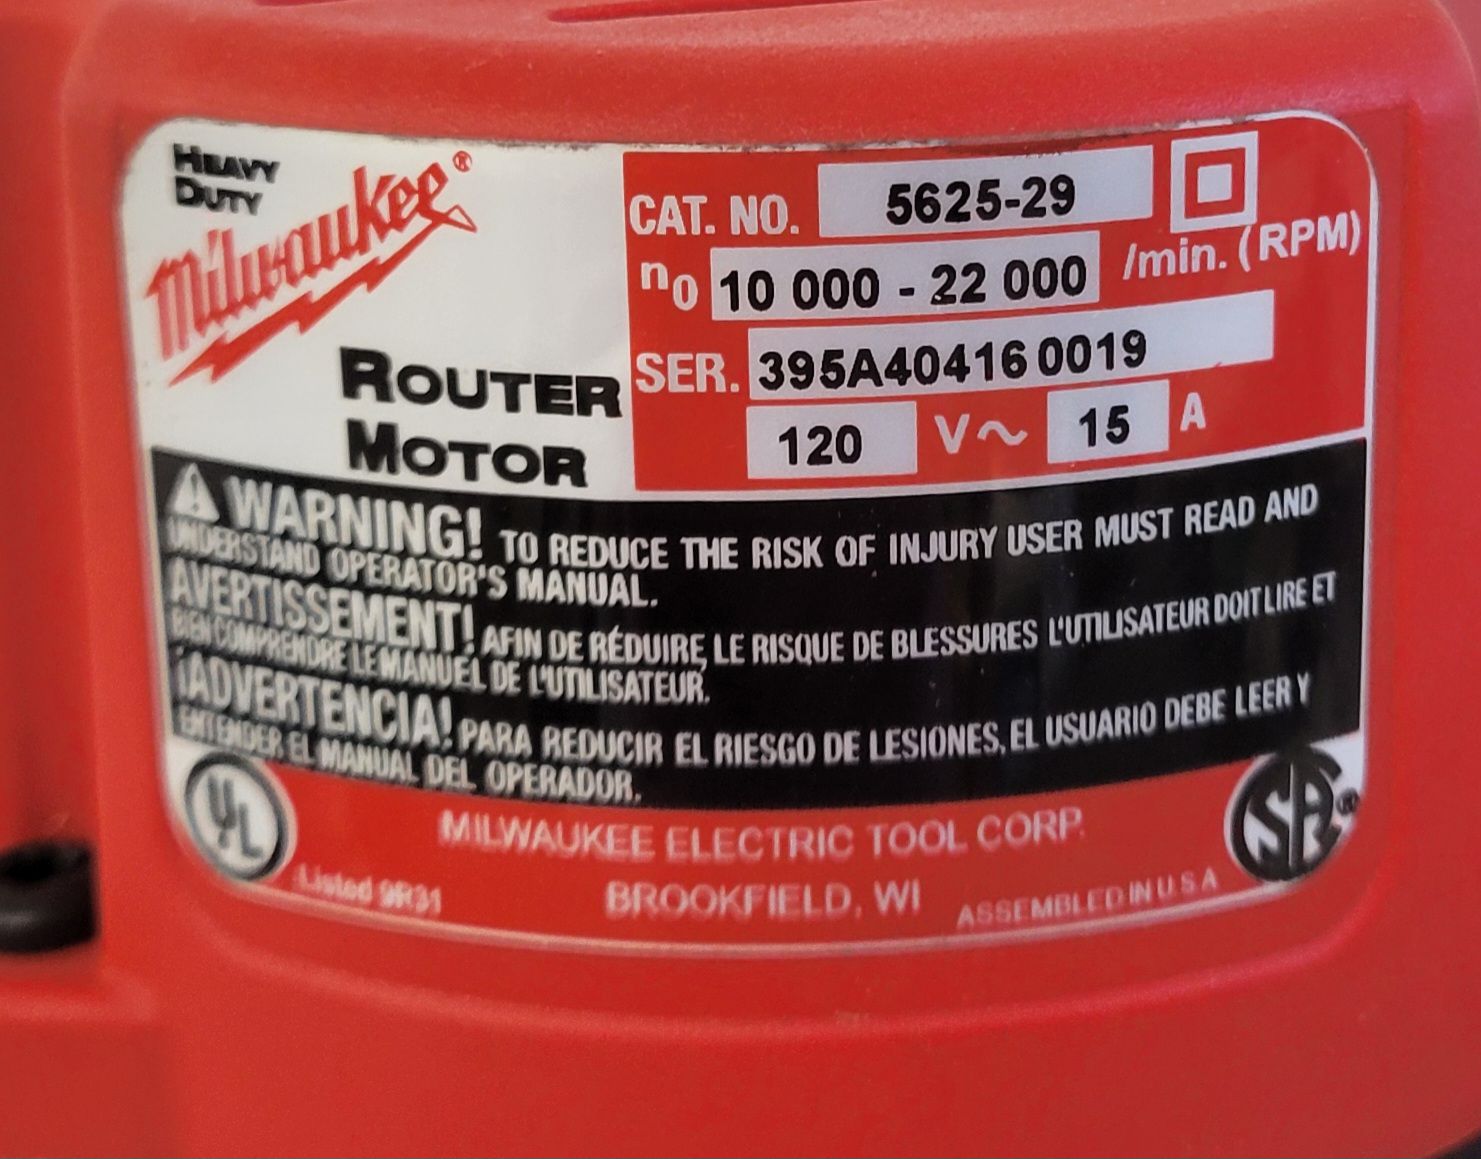 HEAVY
DUTY
Milwaukee®
ROUTER
MOTOR
CAT. NO. 5625-29
n0 10 000 - 22 000 /min. (RPM)
SER. 395A404160019
120 V~ 15 A
WARNING! TO REDUCE THE RISK OF INJURY USER MUST READ AND
UNDERSTAND OPERATOR'S MANUAL.
AVERTISSEMENT! AFIN DE RÉDUIRE LE RISQUE DE BLESSURES L'UTILISATEUR DOIT LIRE ET
BIEN COMPRENDRE LE MANUEL DE L'UTILISATEUR.
¡ADVERTENCIA! PARA REDUCIR EL RIESGO DE LESIONES, EL USUARIO DEBE LEER Y
ENTENDER EL MANUAL DEL OPERADOR.
UL
Listed 9R31
MILWAUKEE ELECTRIC TOOL CORP.
BROOKFIELD, WI
ASSEMBLED IN U.S.A
SA®